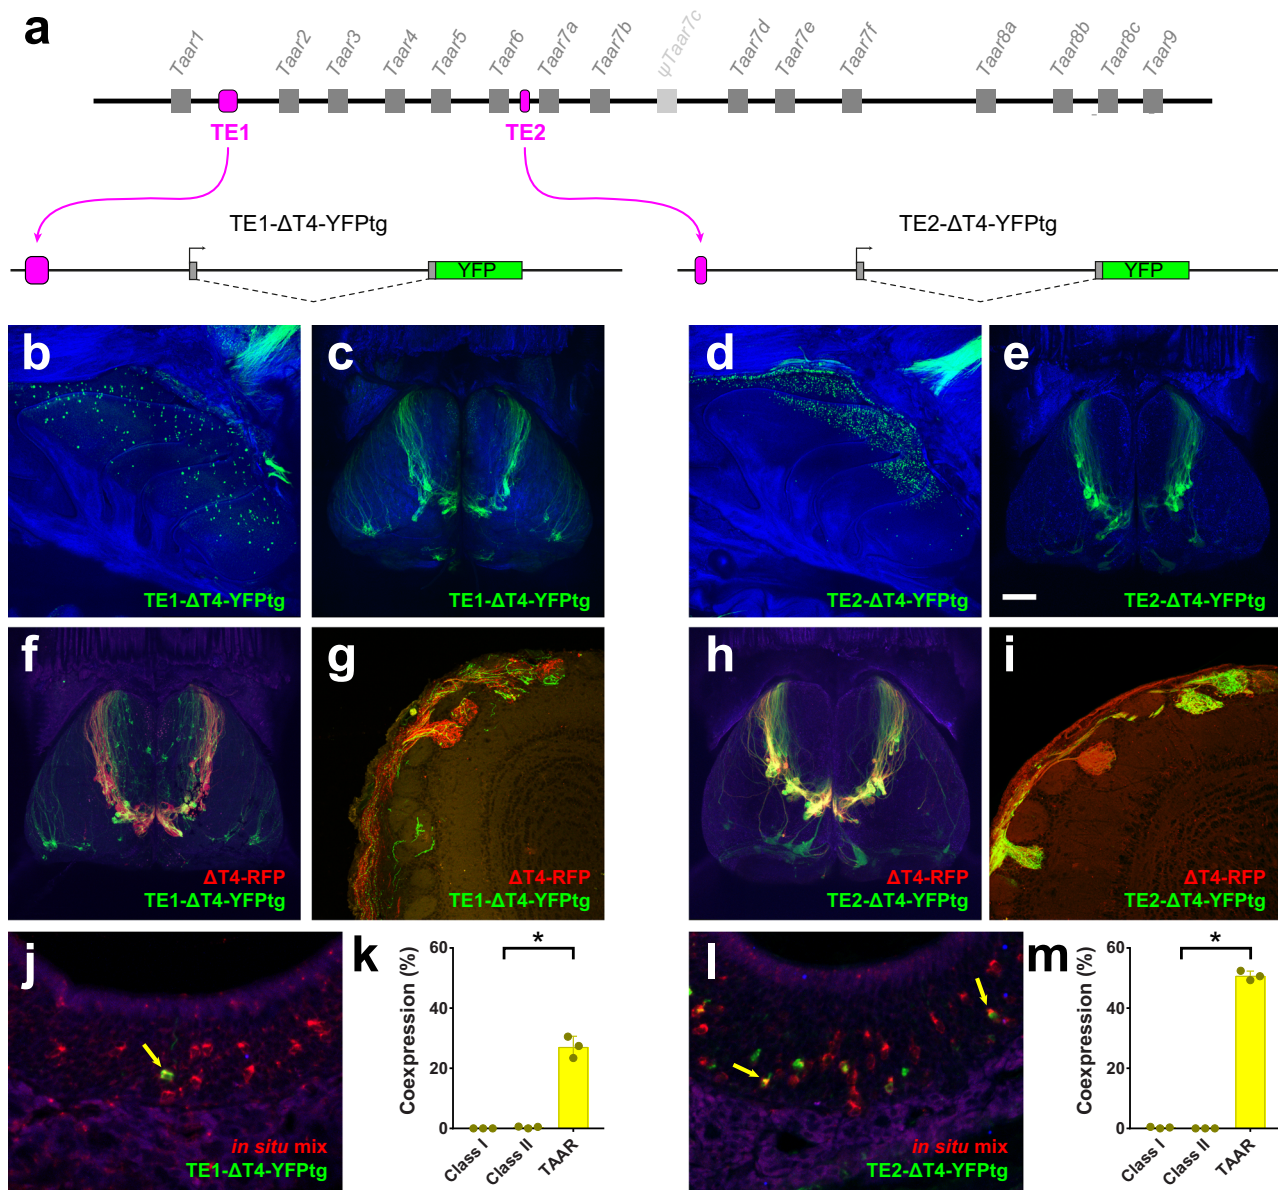 a
Taar1 Taar2 Taar3 Taar4 Taar5 Taar6 Taar7a Taar7b ψTaar7c Taar7d Taar7e Taar7f Taar8a Taar8b Taar8c Taar9
TE1 TE2
TE1-ΔT4-YFPtg TE2-ΔT4-YFPtg
YFP YFP
b c d e
TE1-ΔT4-YFPtg TE1-ΔT4-YFPtg TE2-ΔT4-YFPtg TE2-ΔT4-YFPtg
f g h i
ΔT4-RFP ΔT4-RFP ΔT4-RFP ΔT4-RFP
TE1-ΔT4-YFPtg TE1-ΔT4-YFPtg TE2-ΔT4-YFPtg TE2-ΔT4-YFPtg
j
in situ mix
TE1-ΔT4-YFPtg
k
Coexpression (%)
60
40
20
0
*
Class I Class II TAAR
l
in situ mix
TE2-ΔT4-YFPtg
m
Coexpression (%)
60
40
20
0
*
Class I Class II TAAR